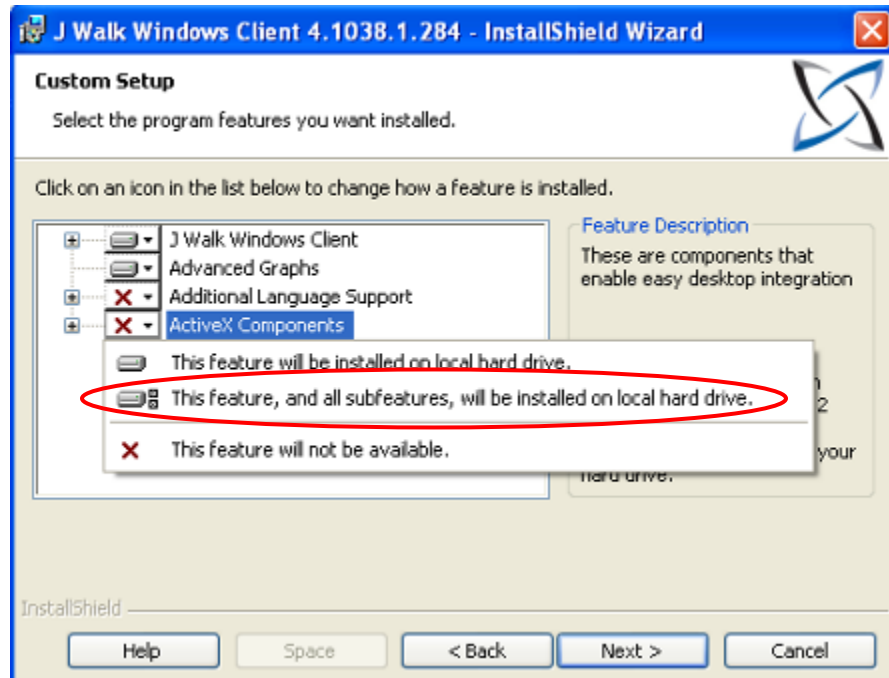 J Walk Windows Client 4.1038.1.284 - InstallShield Wizard
Custom Setup
Select the program features you want installed.
Click on an icon in the list below to change how a feature is installed.
J Walk Windows Client
Advanced Graphs
Additional Language Support
ActiveX Components
Feature Description
These are components that
enable easy desktop integration
This feature will be installed on local hard drive.
This feature, and all subfeatures, will be installed on local hard drive.
2
This feature will not be available.
your
hard drive.
InstallShield
Help
Space
< Back
Next >
Cancel